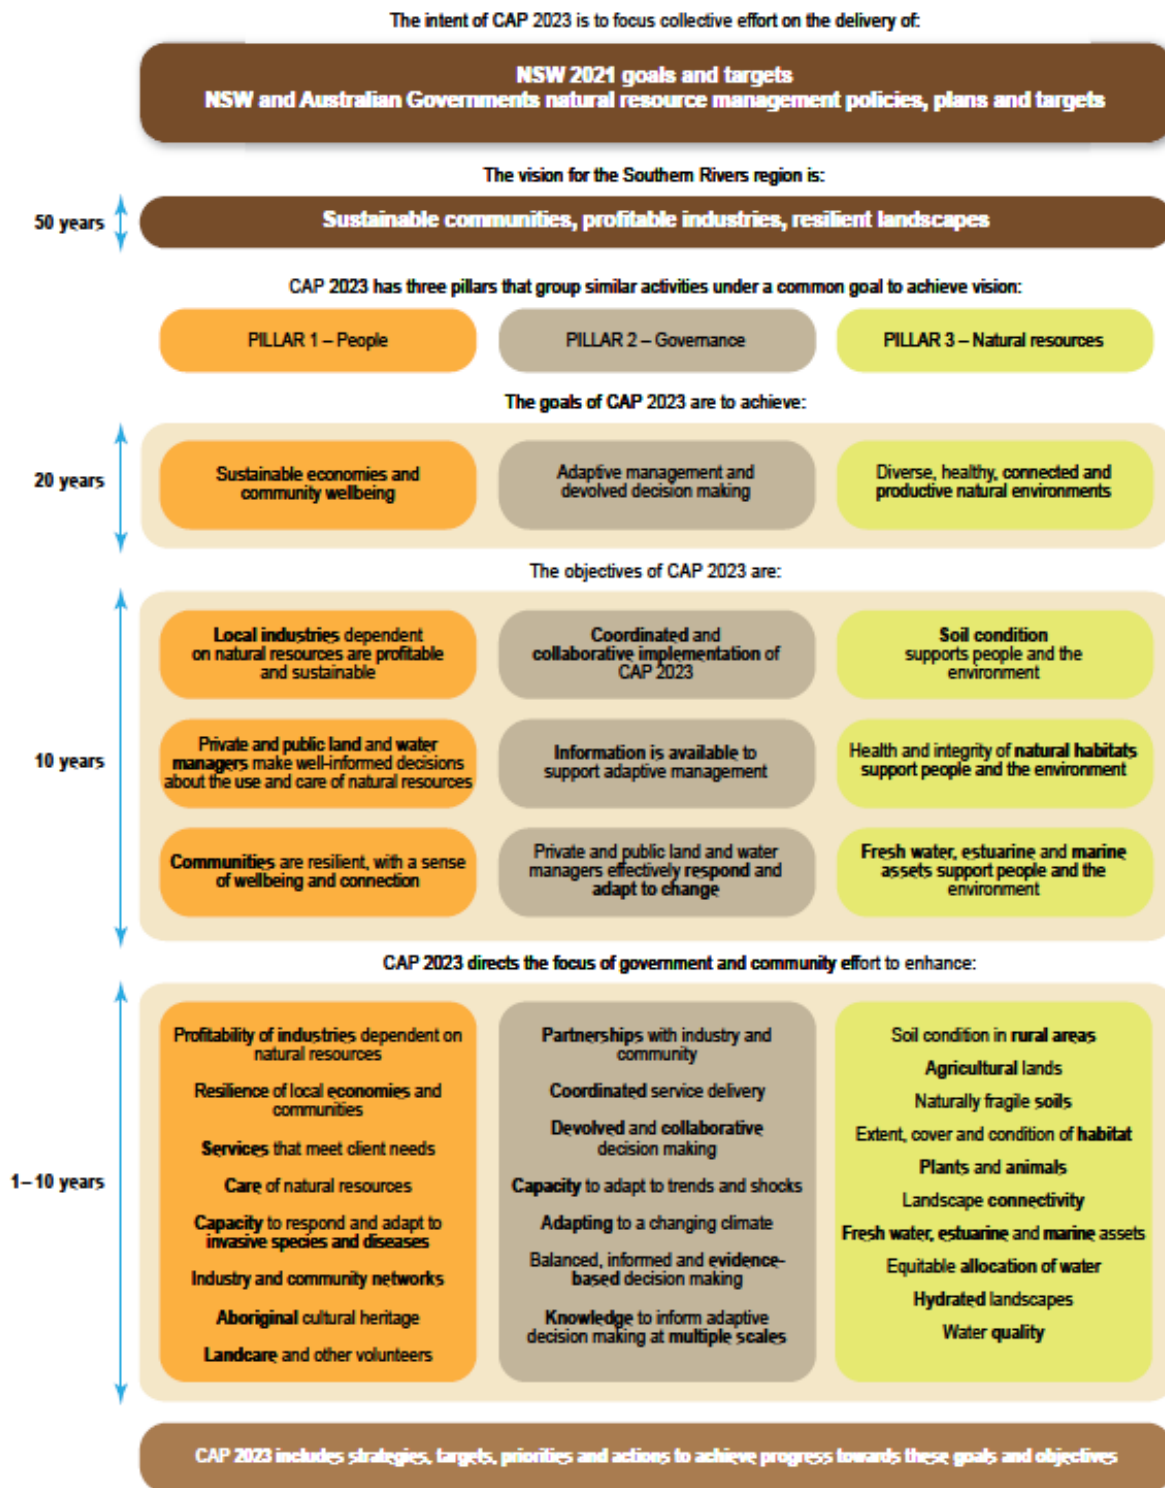 The intent of CAP 2023 is to focus collective effort on the delivery of:
NSW 2021 goals and targets
NSW and Australian Governments natural resource management policies, plans and targets
The vision for the Southern Rivers region is:
50 years
Sustainable communities, profitable industries, resilient landscapes
CAP 2023 has three pillars that group similar activities under a common goal to achieve vision:
PILLAR 1 – People
PILLAR 2 – Governance
PILLAR 3 – Natural resources
The goals of CAP 2023 are to achieve:
20 years
Sustainable economies and
community wellbeing
Adaptive management and
devolved decision making
Diverse, healthy, connected and
productive natural environments
The objectives of CAP 2023 are:
10 years
Local industries dependent
on natural resources are profitable
and sustainable
Coordinated and
collaborative implementation of
CAP 2023
Soil condition
supports people and the
environment
Private and public land and water
managers make well-informed decisions
about the use and care of natural resources
Information is available to
support adaptive management
Health and integrity of natural habitats
support people and the environment
Communities are resilient, with a sense
of wellbeing and connection
Private and public land and water
managers effectively respond and
adapt to change
Fresh water, estuarine and marine
assets support people and the
environment
CAP 2023 directs the focus of government and community effort to enhance:
1–10 years
Profitability of industries dependent on
natural resources
Resilience of local economies and
communities
Services that meet client needs
Care of natural resources
Capacity to respond and adapt to
invasive species and diseases
Industry and community networks
Aboriginal cultural heritage
Landcare and other volunteers
Partnerships with industry and
community
Coordinated service delivery
Devolved and collaborative
decision making
Capacity to adapt to trends and shocks
Adapting to a changing climate
Balanced, informed and evidence-
based decision making
Knowledge to inform adaptive
decision making at multiple scales
Soil condition in rural areas
Agricultural lands
Naturally fragile soils
Extent, cover and condition of habitat
Plants and animals
Landscape connectivity
Fresh water, estuarine and marine assets
Equitable allocation of water
Hydrated landscapes
Water quality
CAP 2023 includes strategies, targets, priorities and actions to achieve progress towards these goals and objectives